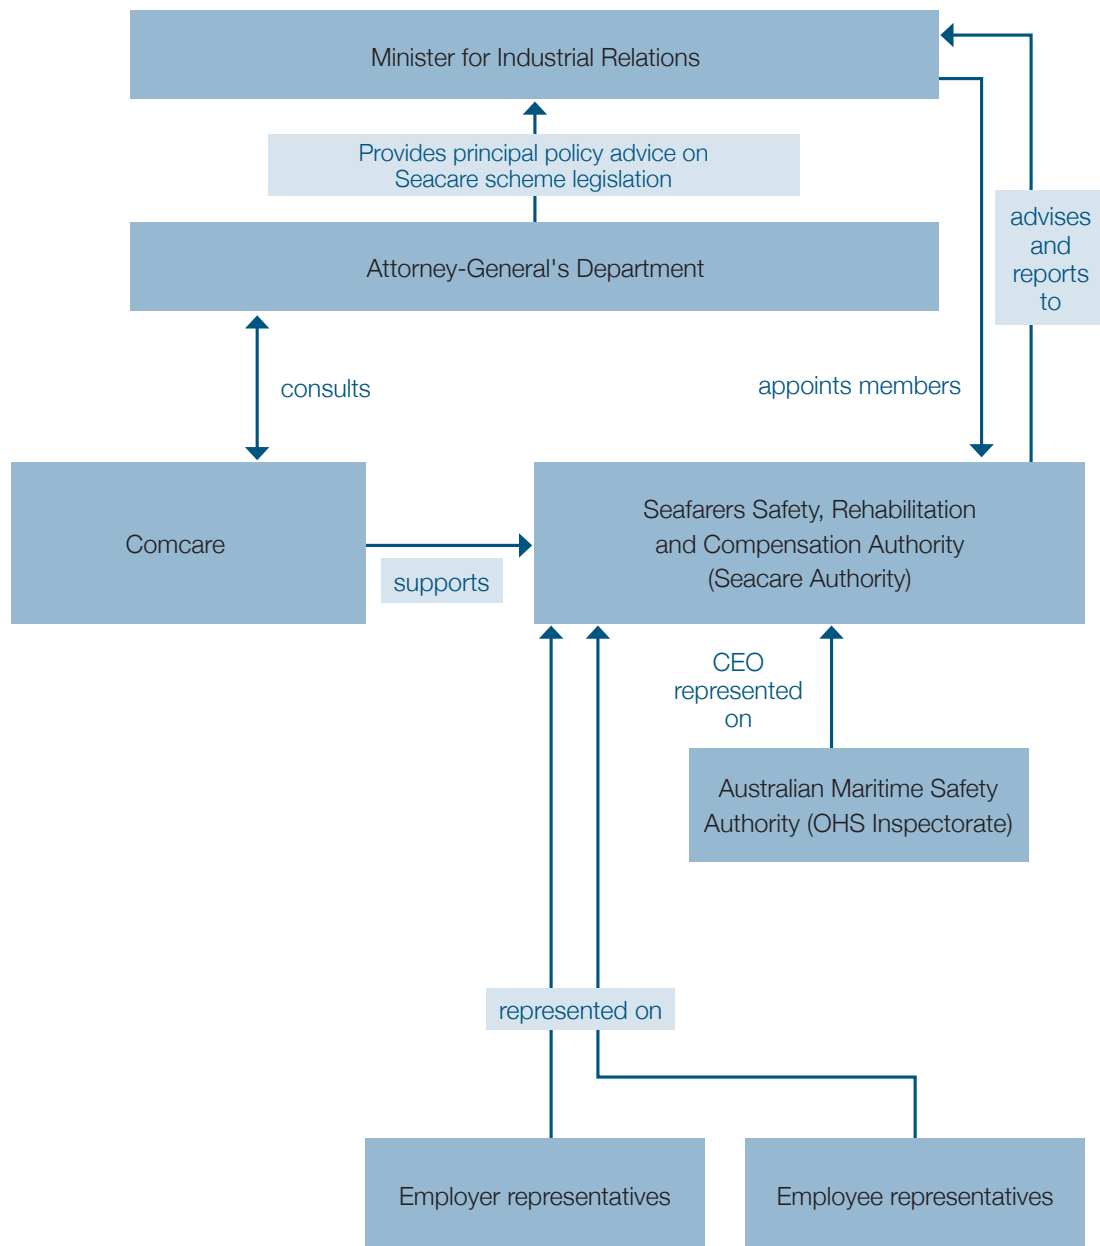 Minister for Industrial Relations
Provides principal policy advice on
Seacare scheme legislation
advises
and
reports
to
Attorney-General's Department
consults
appoints members
Comcare
supports
Seafarers Safety, Rehabilitation
and Compensation Authority
(Seacare Authority)
CEO
represented
on
Australian Maritime Safety
Authority (OHS Inspectorate)
represented on
Employer representatives
Employee representatives